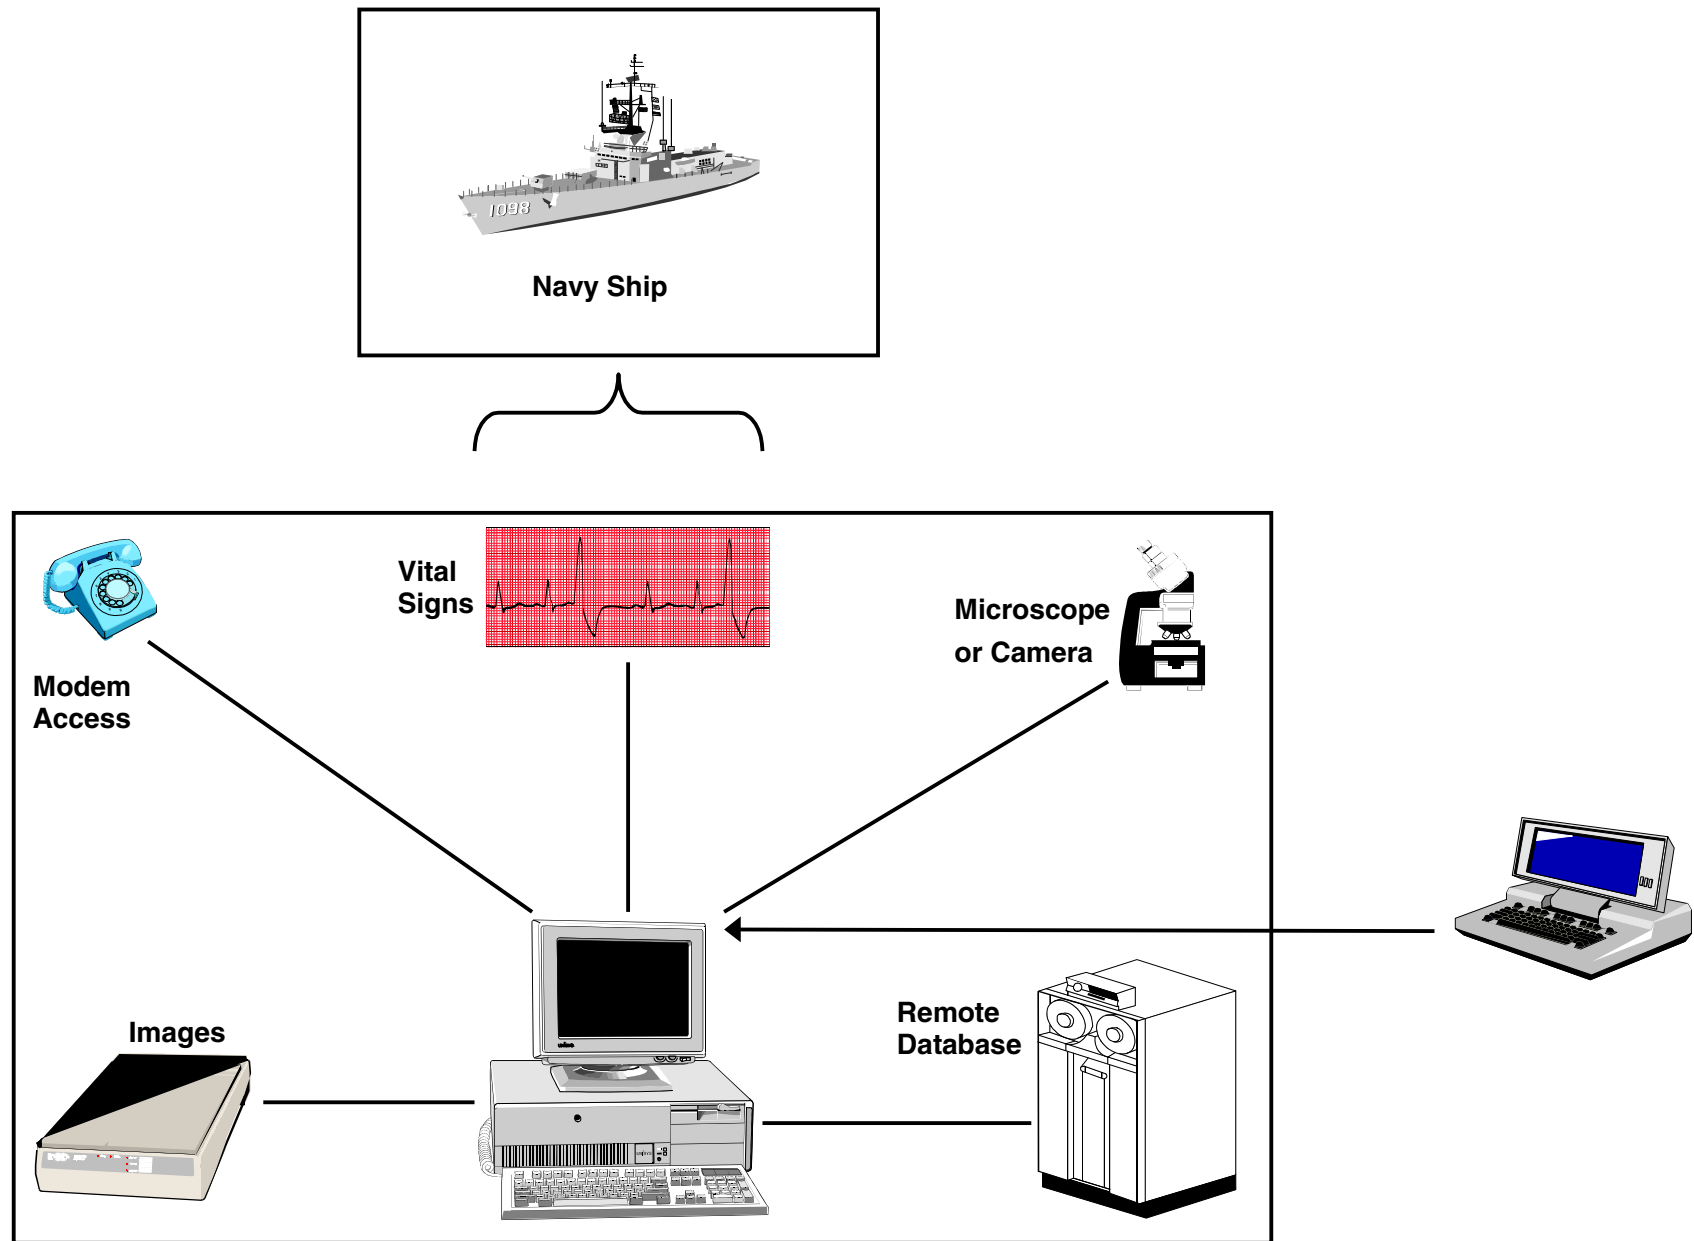 1098
Navy Ship
Vital
Signs
Microscope
or Camera
Modem
Access
Images
Remote
Database